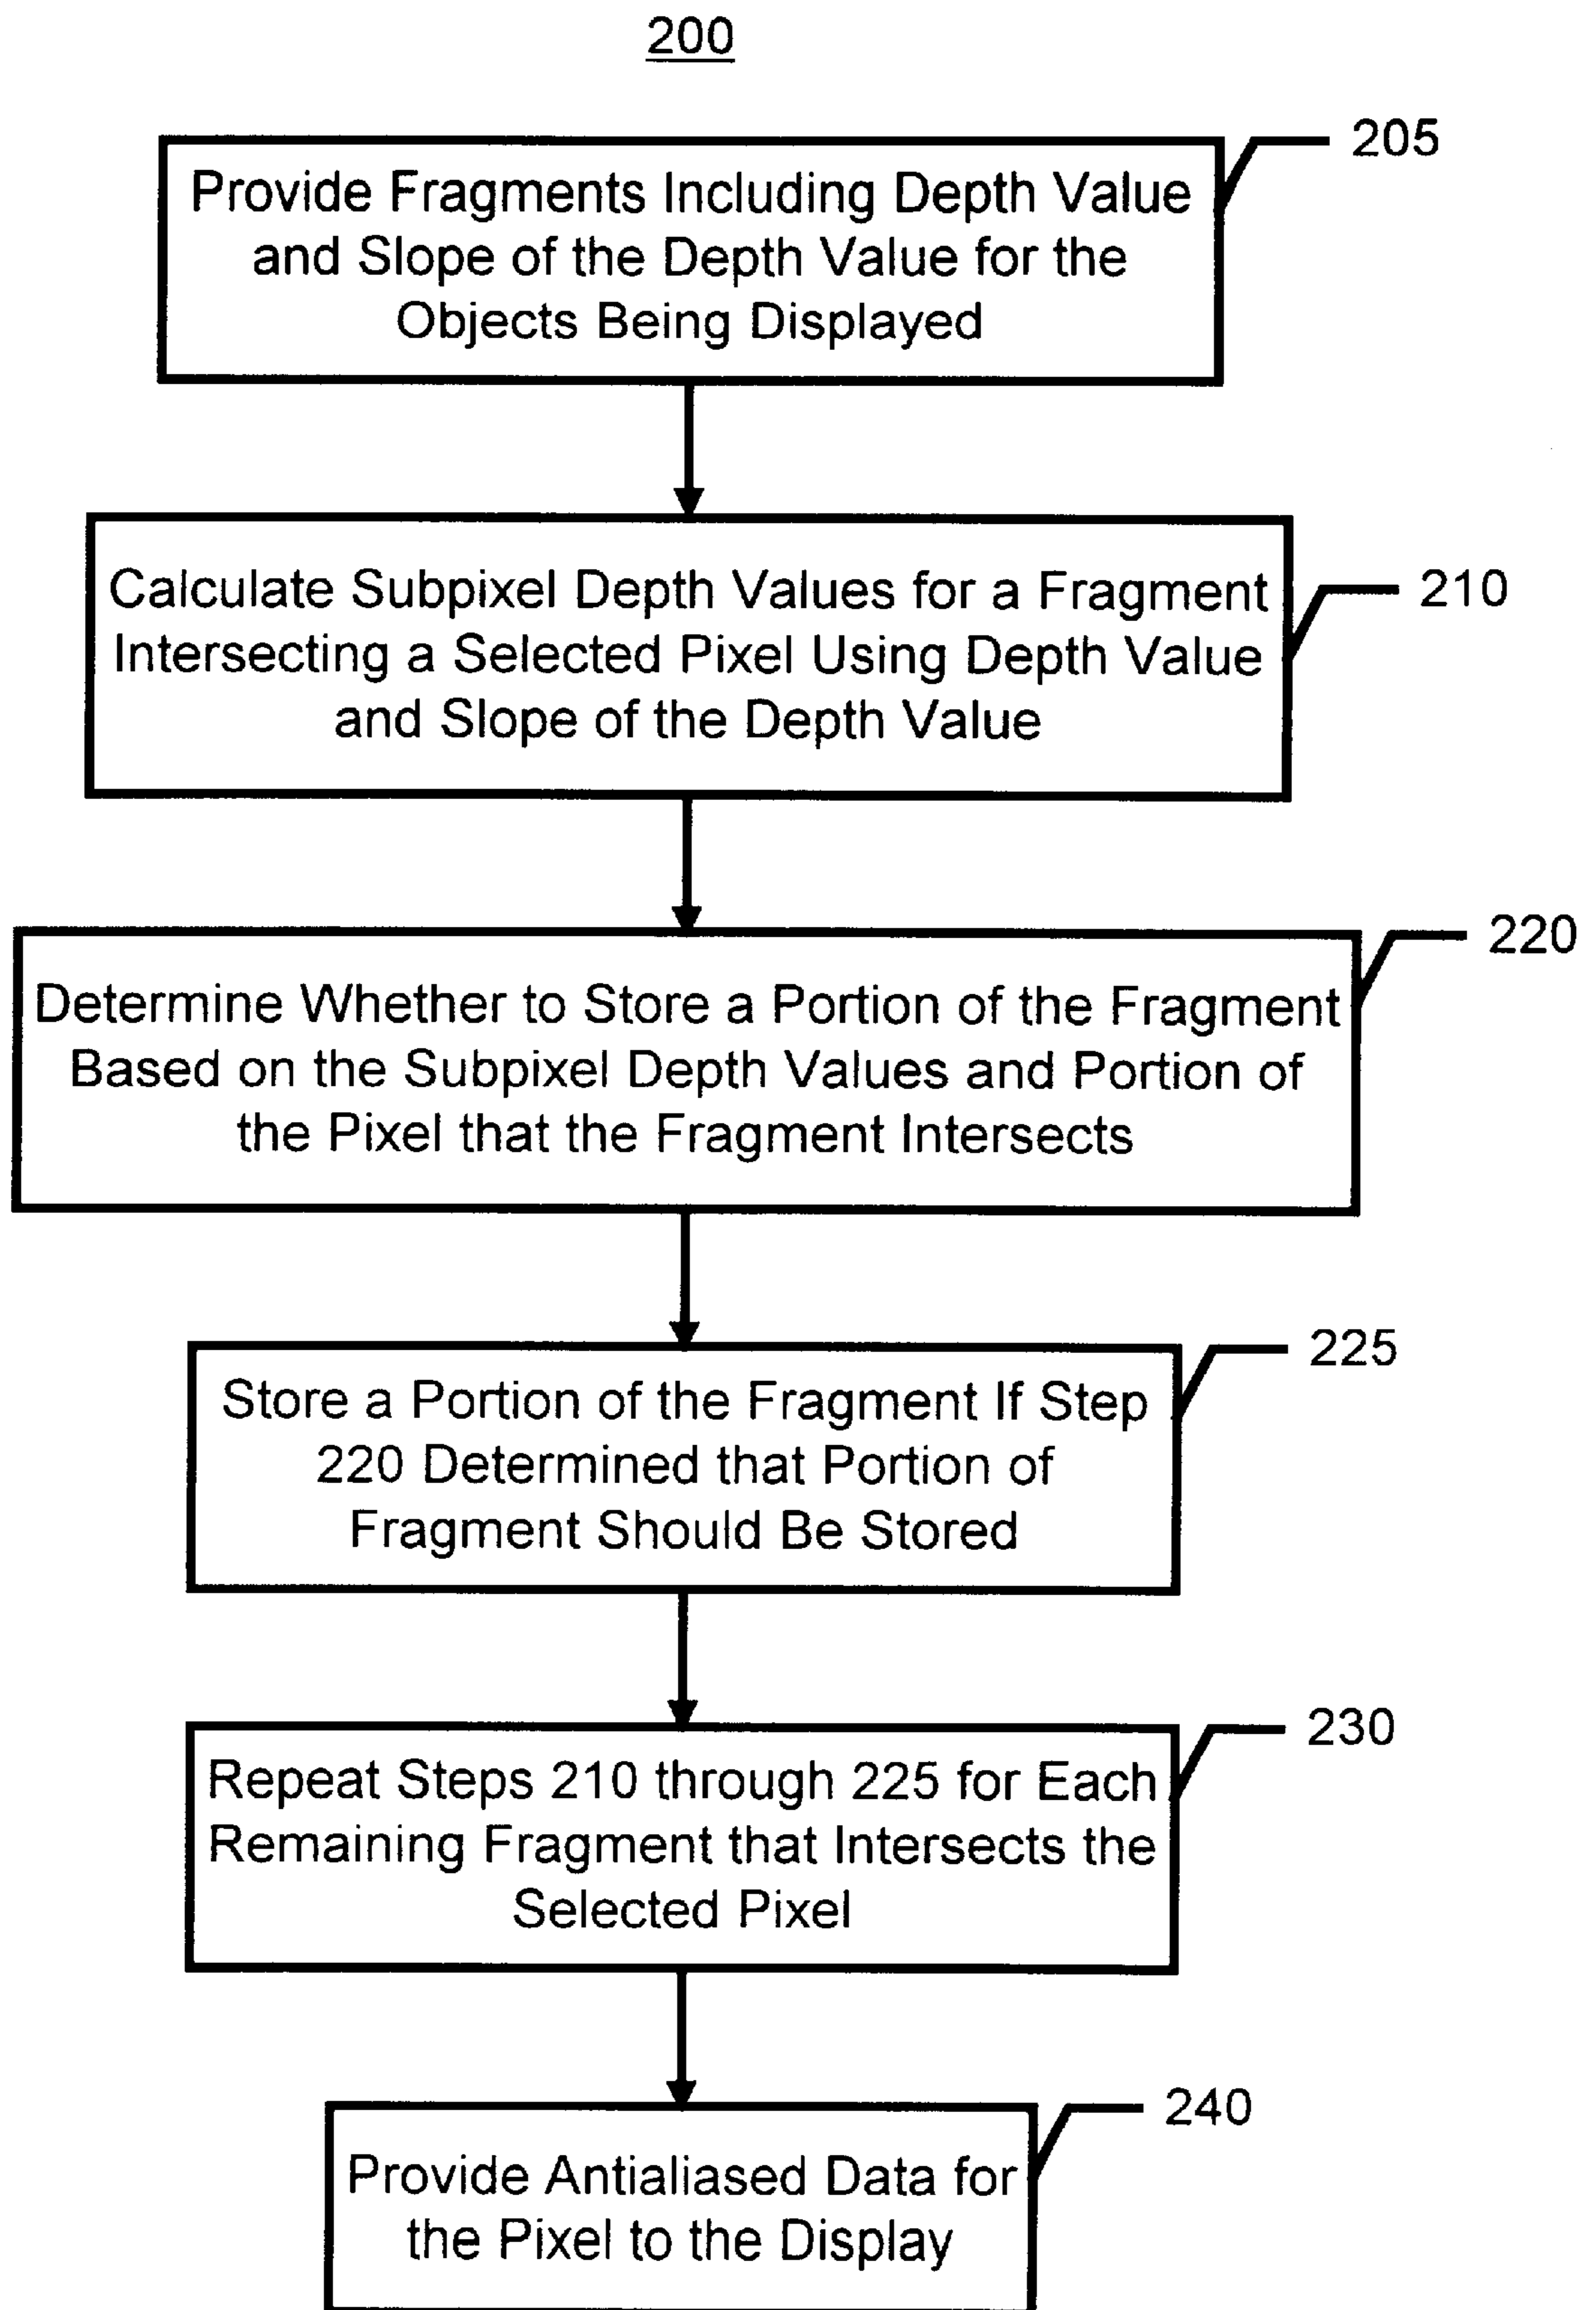 200
205
Provide Fragments Including Depth Value
and Slope of the Depth Value for the
Objects Being Displayed
210
Calculate Subpixel Depth Values for a Fragment
Intersecting a Selected Pixel Using Depth Value
and Slope of the Depth Value
220
Determine Whether to Store a Portion of the Fragment
Based on the Subpixel Depth Values and Portion of
the Pixel that the Fragment Intersects
225
Store a Portion of the Fragment If Step
220 Determined that Portion of
Fragment Should Be Stored
230
Repeat Steps 210 through 225 for Each
Remaining Fragment that Intersects the
Selected Pixel
240
Provide Antialiased Data for
the Pixel to the Display